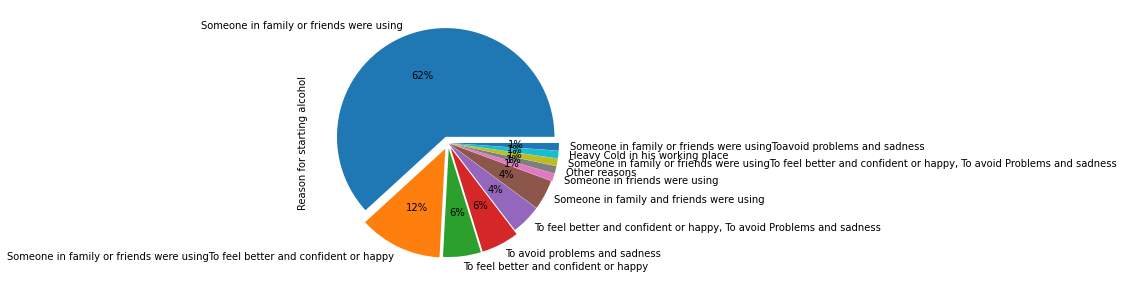 Someone in family or friends were using
62%
Reason for starting alcohol
1%
Someone in family or friends were usingToavoid problems and sadness
1%
Heavy Cold in his working place
1%
Someone in family or friends were usingTo feel better and confident or happy, To avoid Problems and sadness
1%
Other reasons
1%
Someone in friends were using
4%
Someone in family and friends were using
4%
To feel better and confident or happy, To avoid Problems and sadness
6%
To avoid problems and sadness
6%
To feel better and confident or happy
12%
Someone in family or friends were usingTo feel better and confident or happy